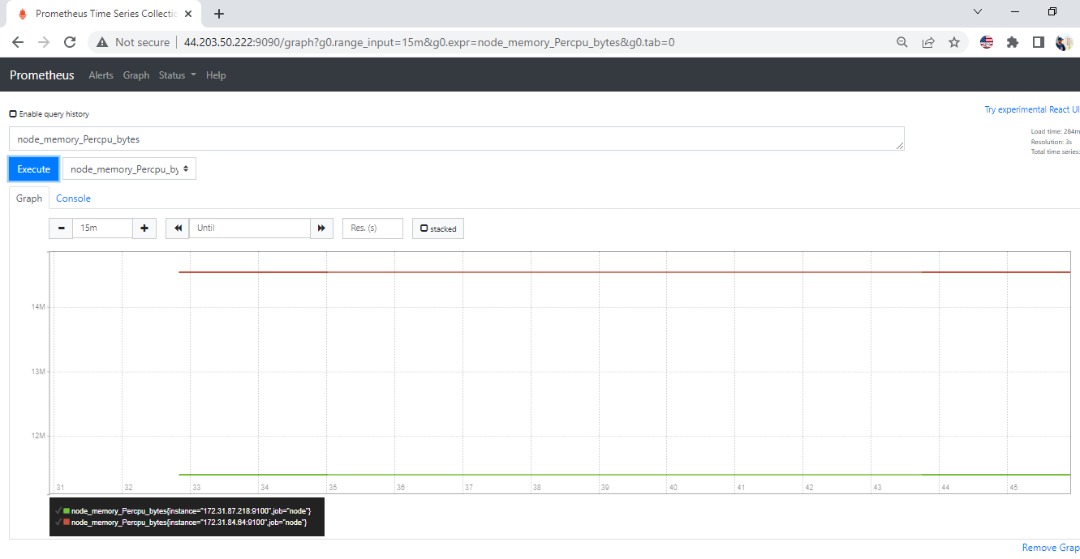 Prometheus Time Series Collectio
Not secure 44.203.50.222:9090/graph?g0.range_input=15m&g0.expr=node_memory_Percpu_bytes&g0.tab=0
Prometheus Alerts Graph Status Help
Enable query history
Try experimental React UI
node_memory_Percpu_bytes
Load time: 284m
Resolution: 3s
Total time series:
Execute node_memory_Percpu_by
Graph Console
15m Until Res. (s) stacked
14M
13M
12M
11M
31 32 33 34 35 36 37 38 39 40 41 42 43 44 45
node_memory_Percpu_bytes{instance="172.31.87.218:9100",job="node"}
node_memory_Percpu_bytes{instance="172.31.84.64:9100",job="node"}
Remove Grap